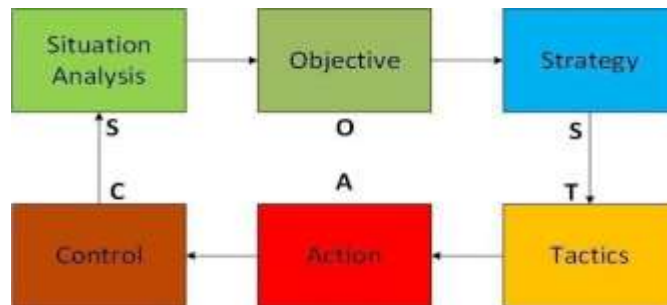 Situation
Analysis
Objective
Strategy
S
O
S
C
A
T
Control
Action
Tactics